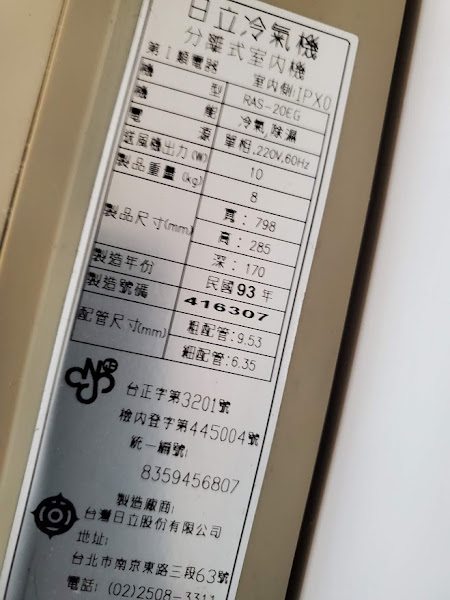 日立冷氣機
分離式室內機
第I類電器 室內側:IPX0
機型 RAS-20EG
機能 冷氣,除濕
電源 單相,220V,60Hz
送風機出力(W) 10
製品重量(kg) 8
製品尺寸(mm) 寬:798
高:285
深:170
製造年份 民國93年
製造號碼 416307
配管尺寸(mm) 粗配管:9.53
細配管:6.35
台正字第3201號
檢內登字第445004號
統一編號:
8359456807
製造廠商:
台灣日立股份有限公司
地址:
台北市南京東路三段63號
電話: (02)2508-3311